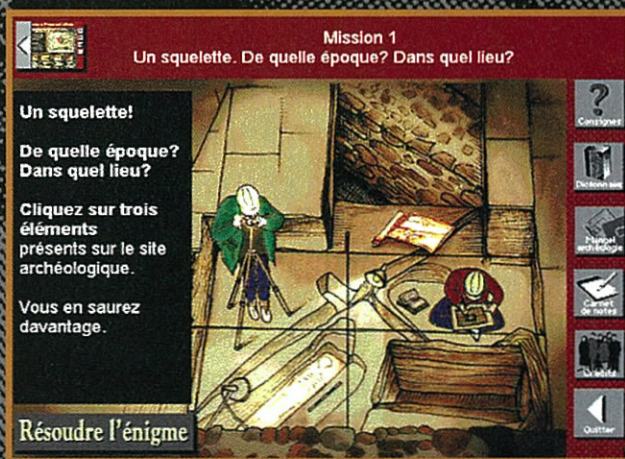 Mission 1
Un squelette. De quelle époque? Dans quel lieu?
Un squelette!
De quelle époque?
Dans quel lieu?
Cliquez sur trois
éléments
présents sur le site
archéologique.
Vous en saurez
davantage.
Résoudre l'énigme
Consignes
Dictionnaire
Manuel
archéologie
Carnet
de notes
Crédits
Quitter